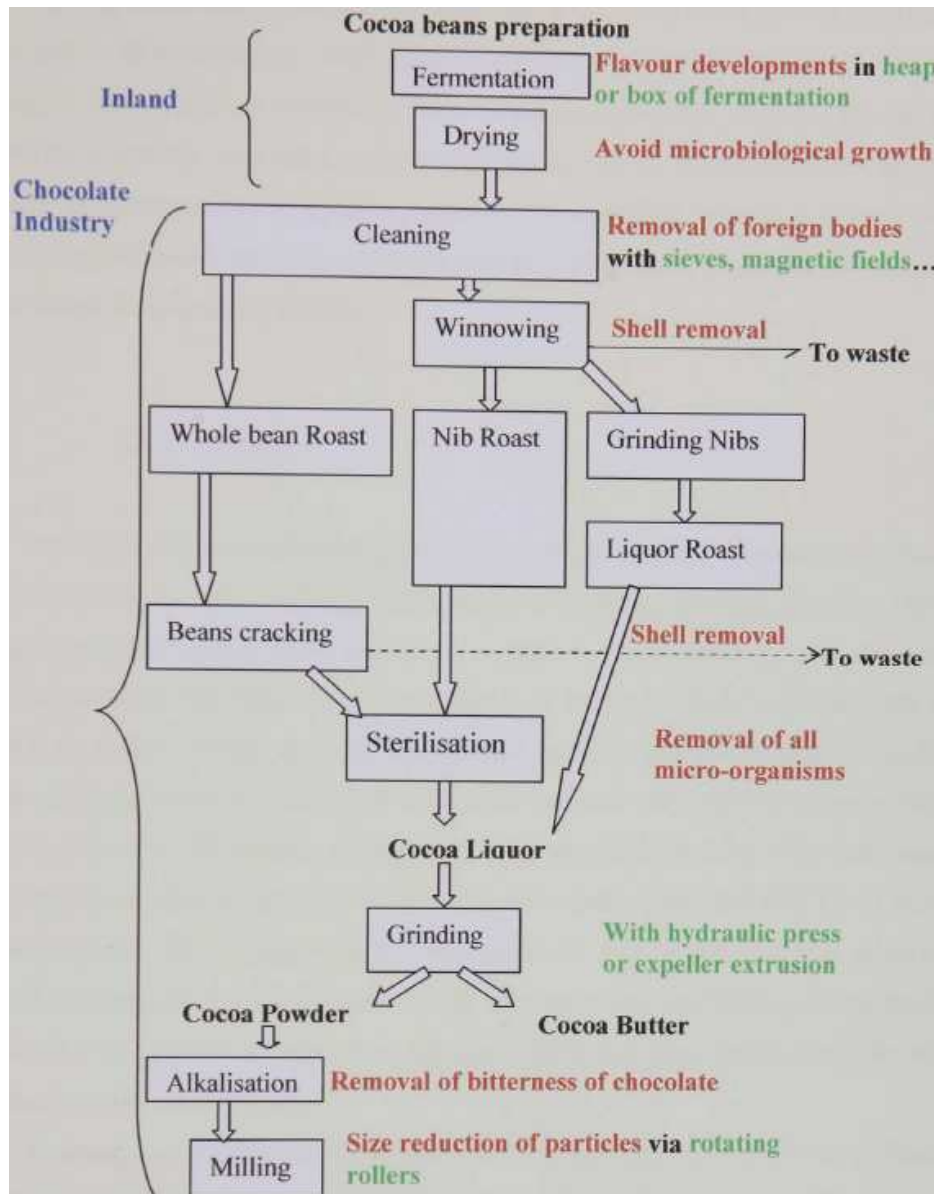 Cocoa beans preparation
Fermentation
Flavour developments in heap
or box of fermentation
Inland
Drying
Avoid microbiological growth
Chocolate
Industry
Cleaning
Removal of foreign bodies
with sieves, magnetic fields...
Winnowing
Shell removal
To waste
Whole bean Roast
Nib Roast
Grinding Nibs
Liquor Roast
Beans cracking
Shell removal
To waste
Sterilisation
Removal of all
micro-organisms
Cocoa Liquor
Grinding
With hydraulic press
or expeller extrusion
Cocoa Powder
Cocoa Butter
Alkalisation
Removal of bitterness of chocolate
Milling
Size reduction of particles via rotating
rollers